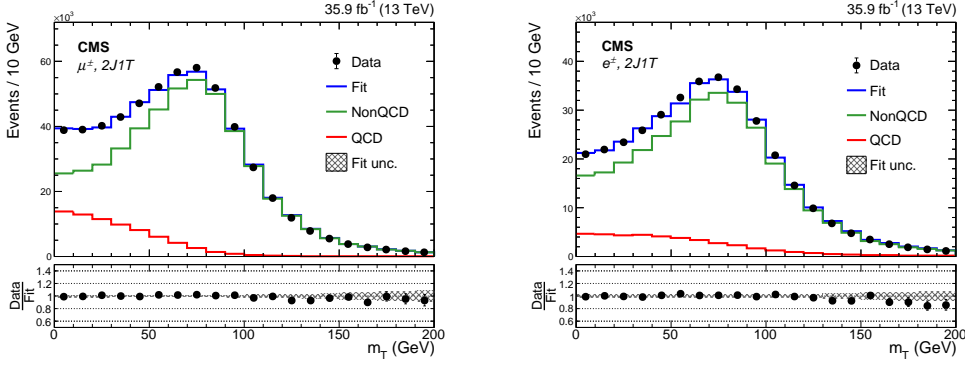 35.9 fb⁻¹ (13 TeV)
×10³
CMS
μ±, 2J1T
Data
Fit
NonQCD
QCD
Fit unc.
Events / 10 GeV
60
40
20
0
Data
Fit
1.4
1.2
1
0.8
0.6
0 50 100 150 200
m_T (GeV)
35.9 fb⁻¹ (13 TeV)
×10³
CMS
e±, 2J1T
Data
Fit
NonQCD
QCD
Fit unc.
Events / 10 GeV
40
20
0
Data
Fit
1.4
1.2
1
0.8
0.6
0 50 100 150 200
m_T (GeV)